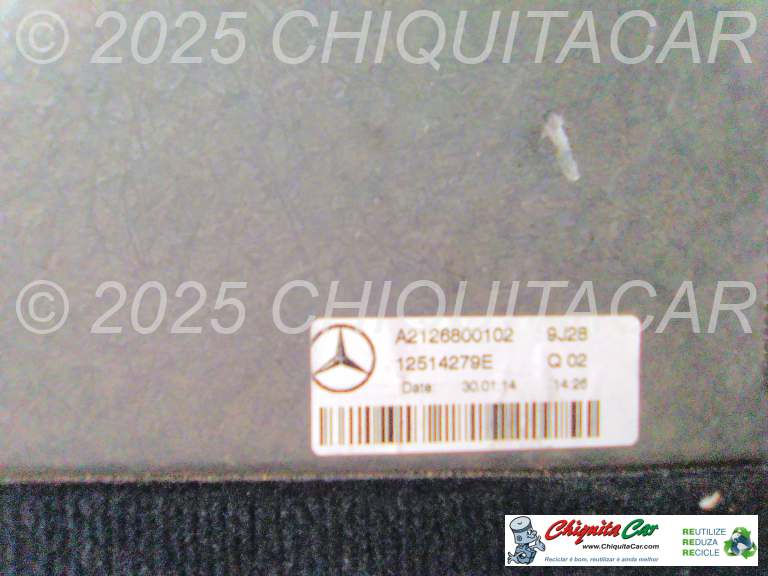 © 2025 CHIQUITACAR
© 2025 CHIQUITACAR
A2126800102 9J28
12514279E Q 02
Date: 30.01.14 14:26
Chiquita Car
www.ChiquitaCar.com
Reciclar é bom, reutilizar é ainda melhor
REUTILIZE
REDUZA
RECICLE